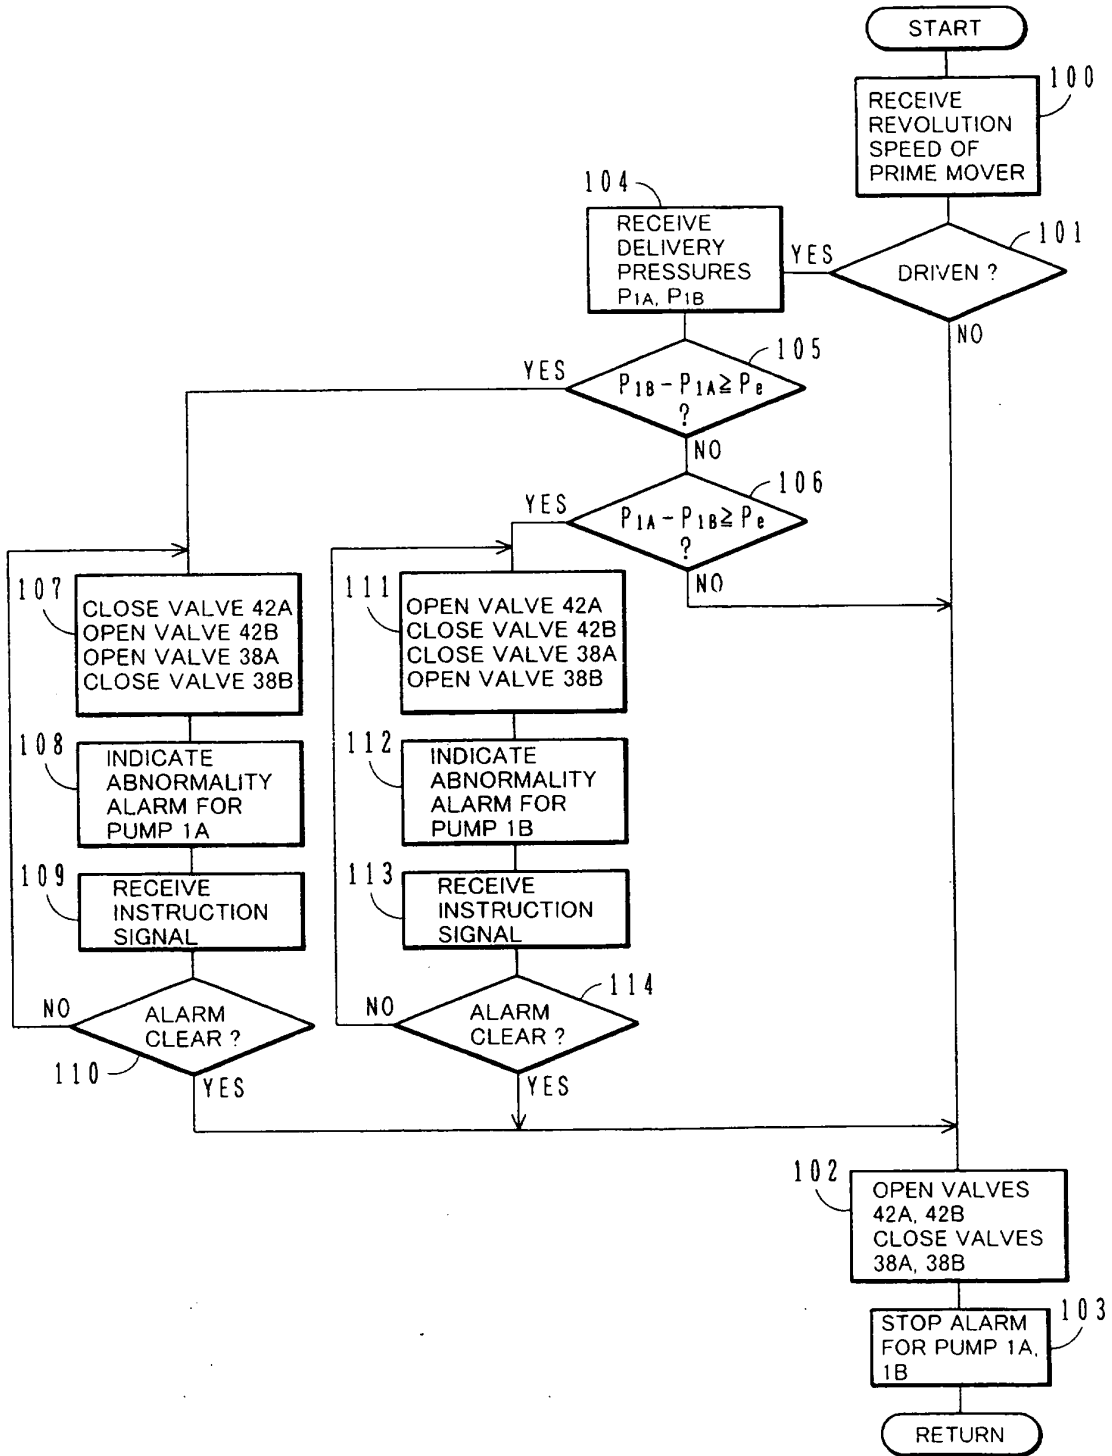 START
100
RECEIVE
REVOLUTION
SPEED OF
PRIME MOVER
104
RECEIVE
DELIVERY
PRESSURES
P1A, P1B
YES
101
DRIVEN ?
NO
105
YES
P1B - P1A ≧ Pe
?
NO
106
YES
P1A - P1B ≧ Pe
?
NO
107
CLOSE VALVE 42A
OPEN VALVE 42B
OPEN VALVE 38A
CLOSE VALVE 38B
111
OPEN VALVE 42A
CLOSE VALVE 42B
CLOSE VALVE 38A
OPEN VALVE 38B
108
INDICATE
ABNORMALITY
ALARM FOR
PUMP 1A
112
INDICATE
ABNORMALITY
ALARM FOR
PUMP 1B
109
RECEIVE
INSTRUCTION
SIGNAL
113
RECEIVE
INSTRUCTION
SIGNAL
NO
ALARM
CLEAR ?
110
YES
114
NO
ALARM
CLEAR ?
YES
102
OPEN VALVES
42A, 42B
CLOSE VALVES
38A, 38B
103
STOP ALARM
FOR PUMP 1A,
1B
RETURN